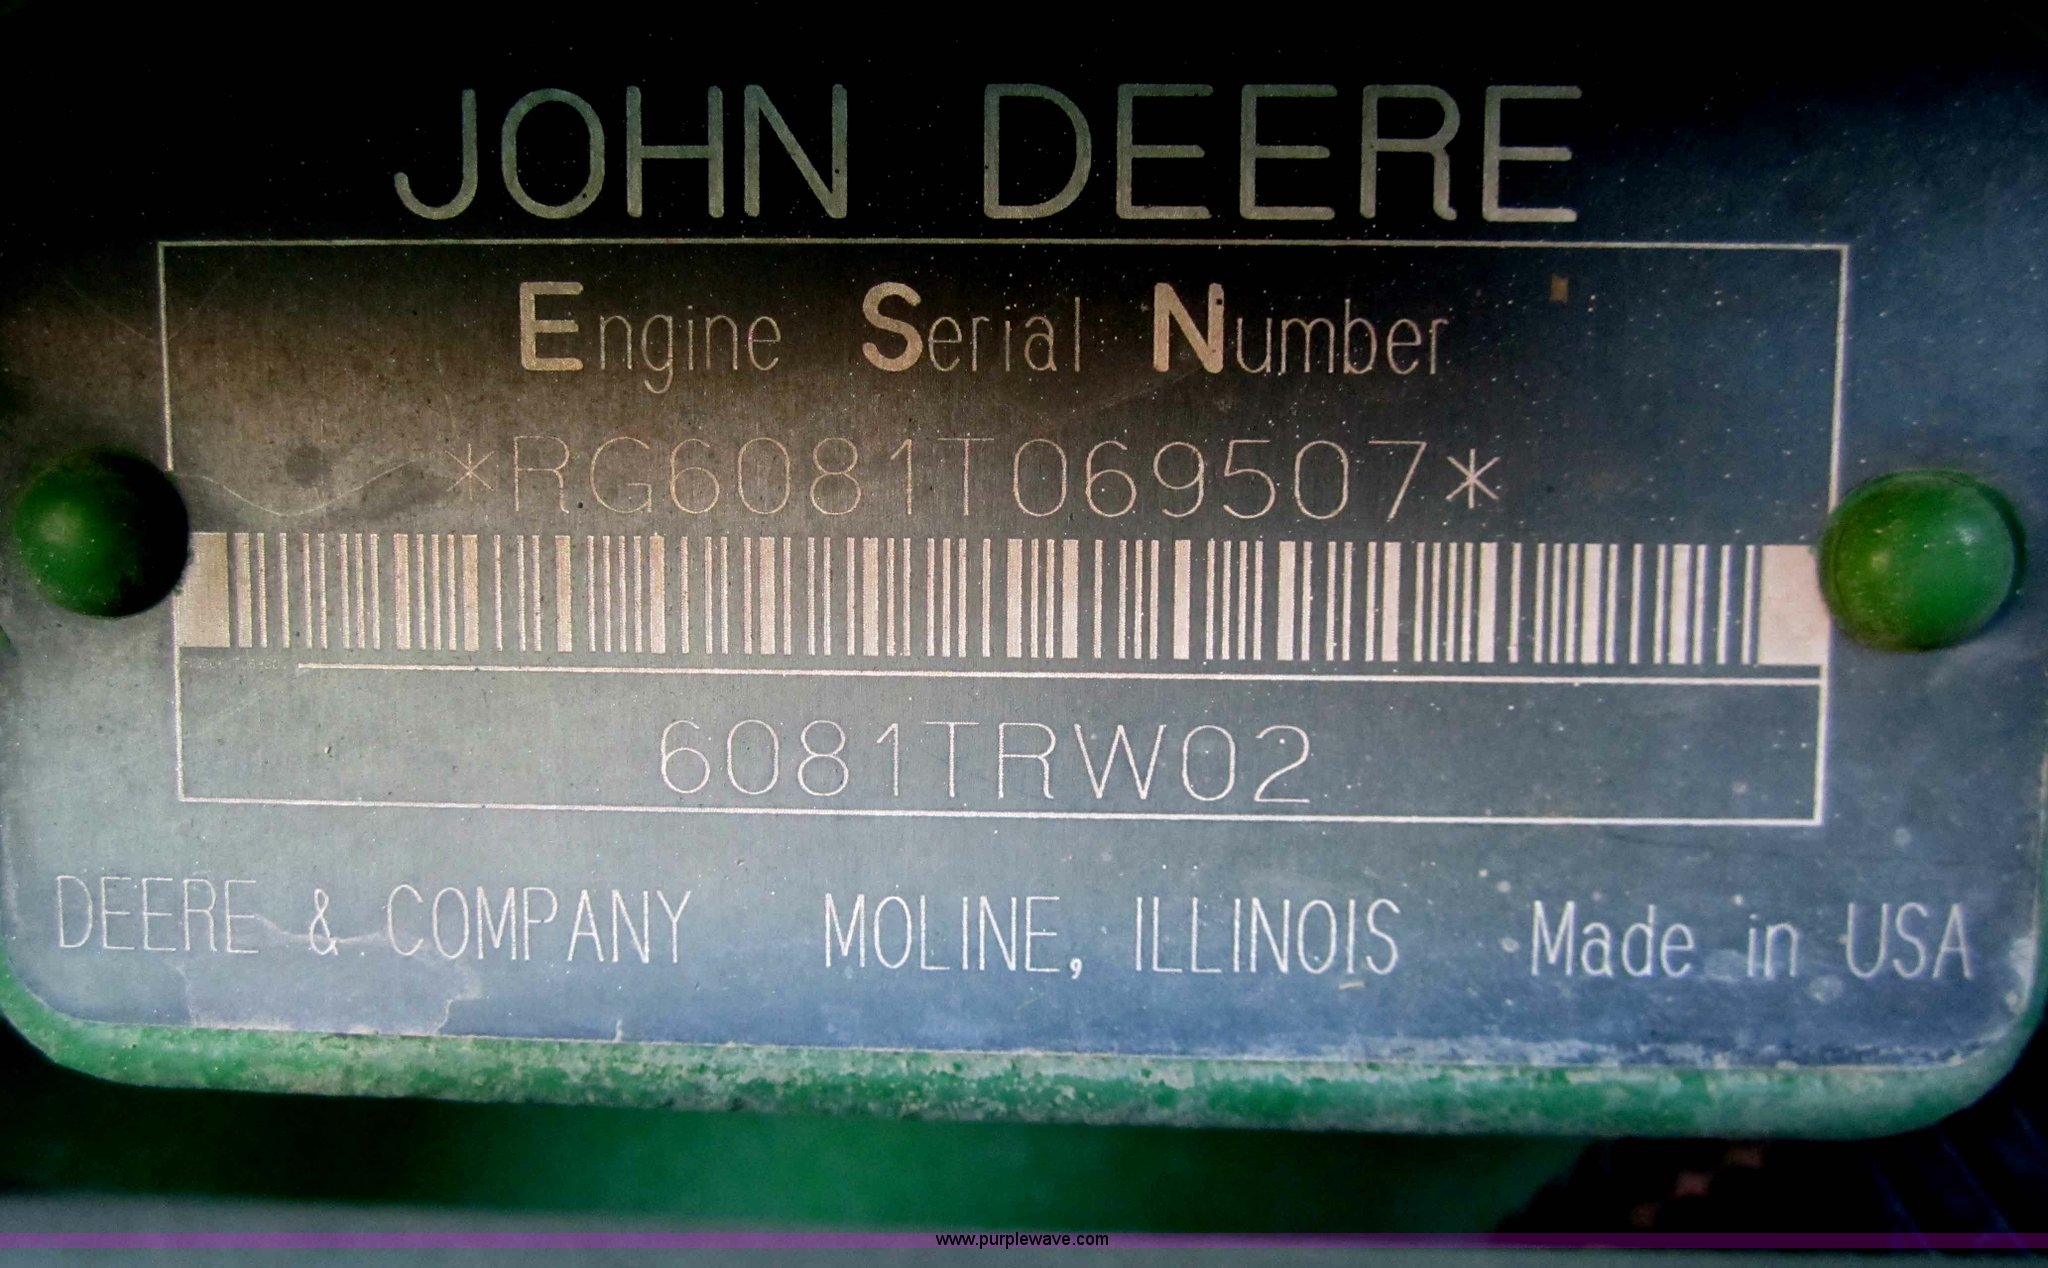 JOHN DEERE
Engine Serial Number
*RG6081T069507*
6081TRW02
DEERE & COMPANY MOLINE, ILLINOIS Made in USA
www.purplewave.com